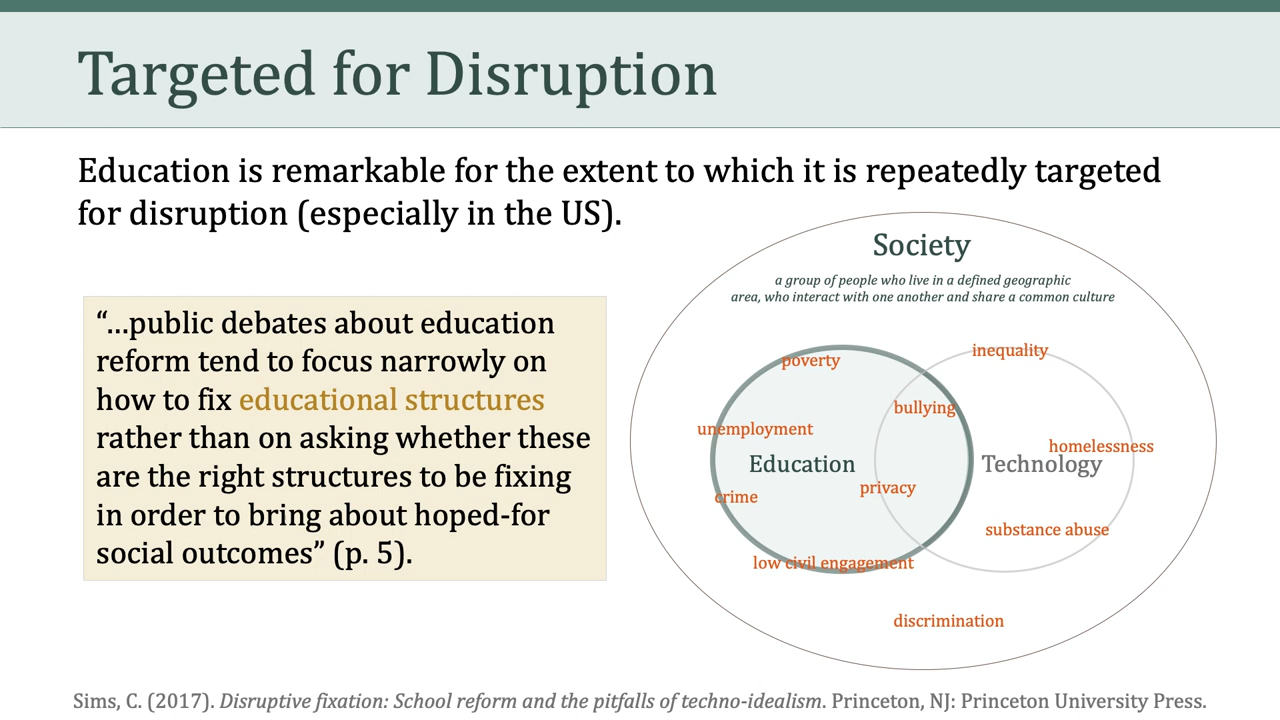 Targeted for Disruption
Education is remarkable for the extent to which it is repeatedly targeted
for disruption (especially in the US).
“…public debates about education
reform tend to focus narrowly on
how to fix educational structures
rather than on asking whether these
are the right structures to be fixing
in order to bring about hoped-for
social outcomes” (p. 5).
Society
a group of people who live in a defined geographic
area, who interact with one another and share a common culture
poverty
inequality
bullying
unemployment
homelessness
Education
Technology
privacy
crime
substance abuse
low civil engagement
discrimination
Sims, C. (2017). Disruptive fixation: School reform and the pitfalls of techno-idealism. Princeton, NJ: Princeton University Press.